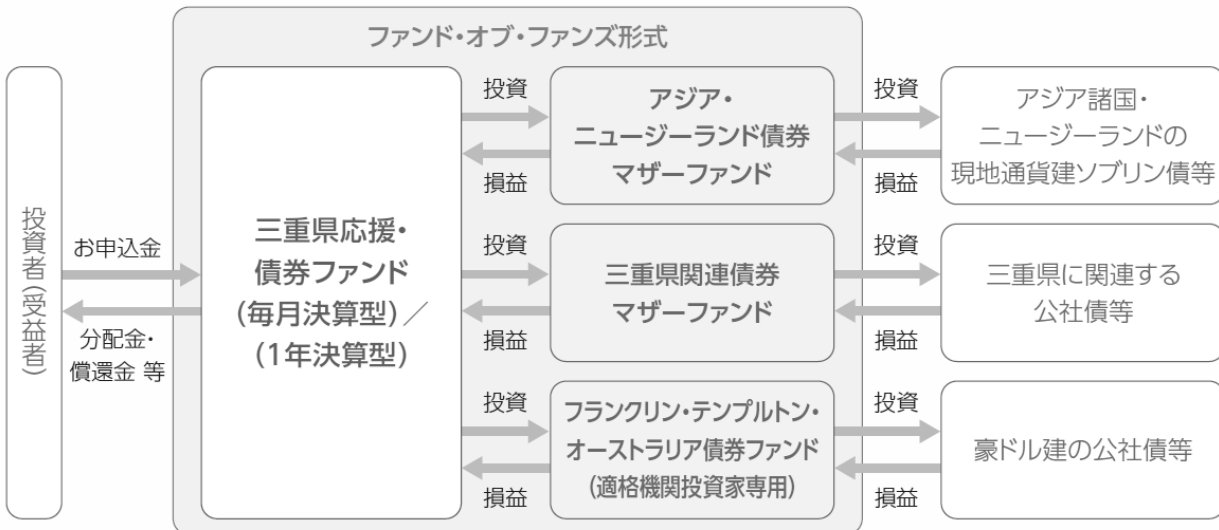 ファンド・オブ・ファンズ形式
投資者(受益者)
お申込金
分配金・
償還金 等
三重県応援・
債券ファンド
(毎月決算型)／
(1年決算型)
投資
損益
アジア・
ニュージーランド債券
マザーファンド
投資
損益
アジア諸国・
ニュージーランドの
現地通貨建ソブリン債等
投資
損益
三重県関連債券
マザーファンド
投資
損益
三重県に関連する
公社債等
投資
損益
フランクリン・テンプルトン・
オーストラリア債券ファンド
(適格機関投資家専用)
投資
損益
豪ドル建の公社債等